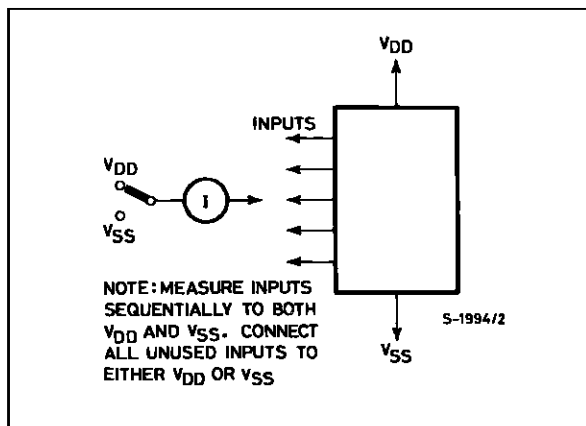 VDD
INPUTS
VDD
I
VSS
NOTE: MEASURE INPUTS
SEQUENTIALLY TO BOTH
VDD AND VSS. CONNECT
ALL UNUSED INPUTS TO
EITHER VDD OR VSS
S-1994/2
VSS